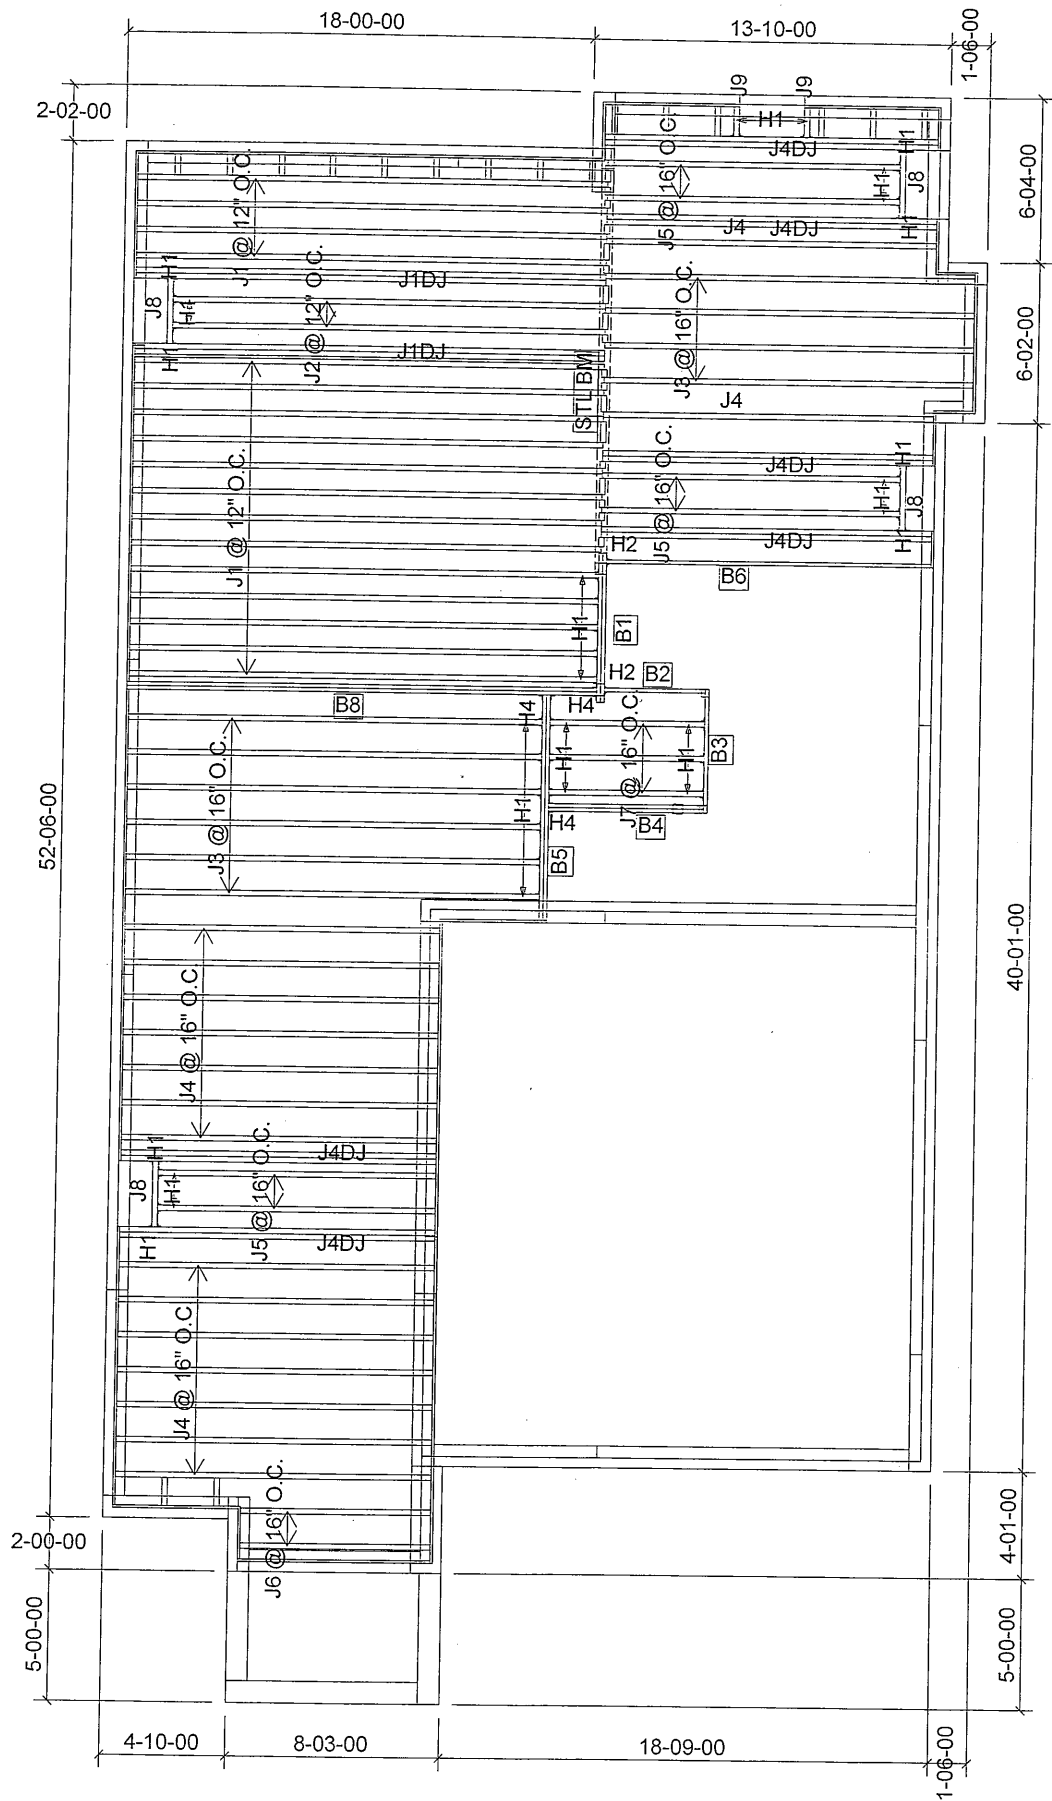 18-00-00
13-10-00
1-06-00
2-02-00
J9
J9
H1
J4DJ
H1
J1 @ 12" O.C.
J5 @ 16" O.C.
H1
J8
6-04-00
H1
J4
J4DJ
H1
J1DJ
J8
H1
J2 @ 12" O.C.
J3 @ 16" O.C.
6-02-00
H1
J1DJ
STL BM
J4
J4DJ
H1
J1 @ 12" O.C.
J5 @ 16" O.C.
H1
J8
H2
J4DJ
H1
B6
H1
B1
H2
B2
B8
H4
H4
52-06-00
J3 @ 16" O.C.
H1
H1
J7 @ 16" O.C.
H1
B3
H4
B4
B5
40-01-00
J4 @ 16" O.C.
H1
J4DJ
J8
H1
J5 @ 16" O.C.
H1
J4DJ
J4 @ 16" O.C
J6 @ 16" O.C.
2-00-00
4-01-00
5-00-00
5-00-00
4-10-00
8-03-00
18-09-00
1-06-00